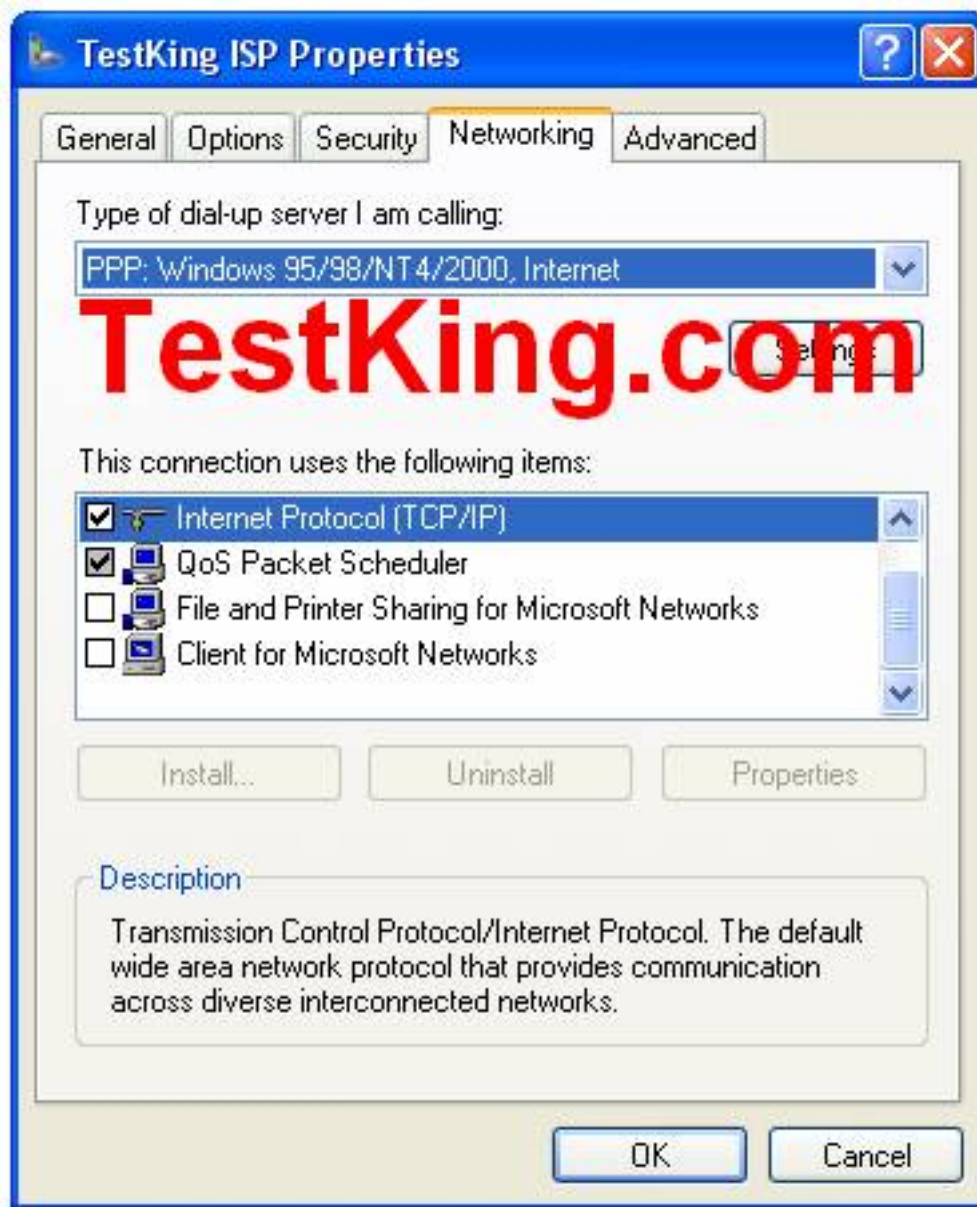 TestKing ISP Properties
General Options Security Networking Advanced
Type of dial-up server I am calling:
PPP: Windows 95/98/NT4/2000, Internet
TestKing.com
This connection uses the following items:
Internet Protocol (TCP/IP)
QoS Packet Scheduler
File and Printer Sharing for Microsoft Networks
Client for Microsoft Networks
Install... Uninstall Properties
Description
Transmission Control Protocol/Internet Protocol. The default
wide area network protocol that provides communication
across diverse interconnected networks.
OK Cancel